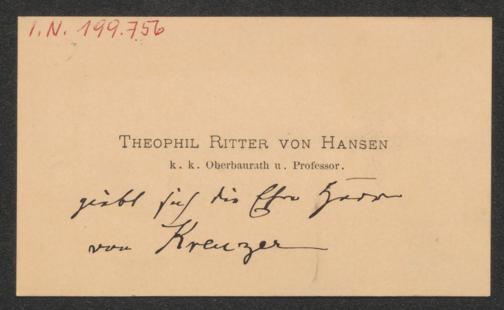 I.N. 199.756
THEOPHIL RITTER VON HANSEN
k. k. Oberbaurath u. Professor.
giebt sich die Ehre Herrn
von Kreuzer